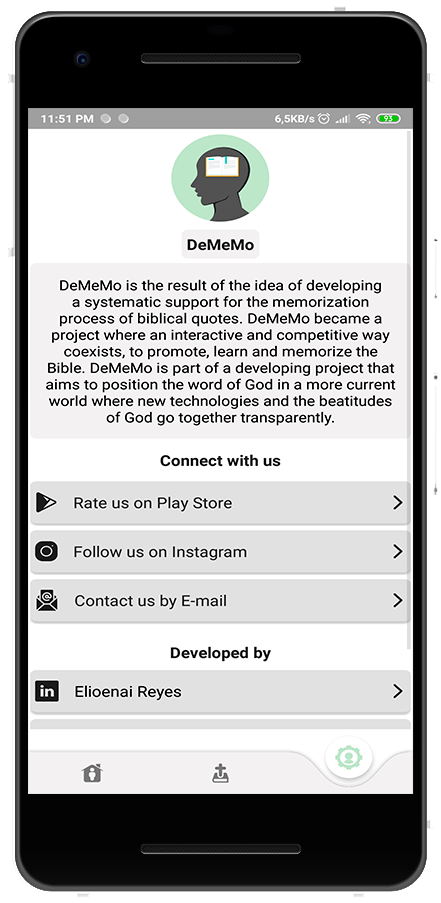 11:51 PM 6,5KB/s 93
DeMeMo
DeMeMo is the result of the idea of developing
a systematic support for the memorization
process of biblical quotes. DeMeMo became a
project where an interactive and competitive way
coexists, to promote, learn and memorize the
Bible. DeMeMo is part of a developing project that
aims to position the word of God in a more current
world where new technologies and the beatitudes
of God go together transparently.
Connect with us
Rate us on Play Store
Follow us on Instagram
Contact us by E-mail
Developed by
in Elioenai Reyes